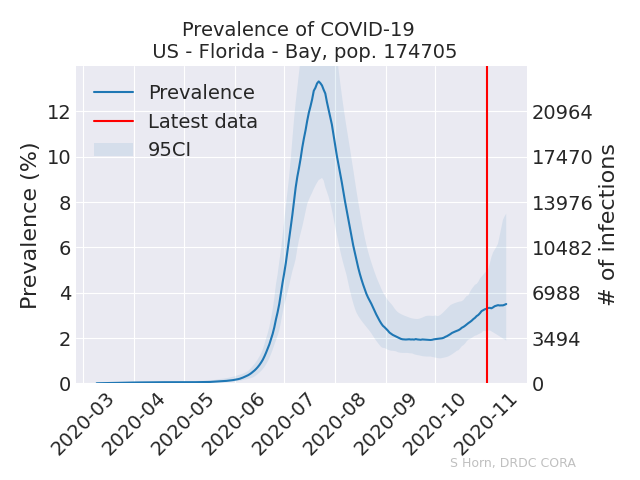 Prevalence of COVID-19
US - Florida - Bay, pop. 174705
Prevalence
Latest data
95CI
Prevalence (%)
12
10
8
6
4
2
0
20964
17470
13976
10482
6988
3494
0
# of infections
2020-03
2020-04
2020-05
2020-06
2020-07
2020-08
2020-09
2020-10
2020-11
S Horn, DRDC CORA